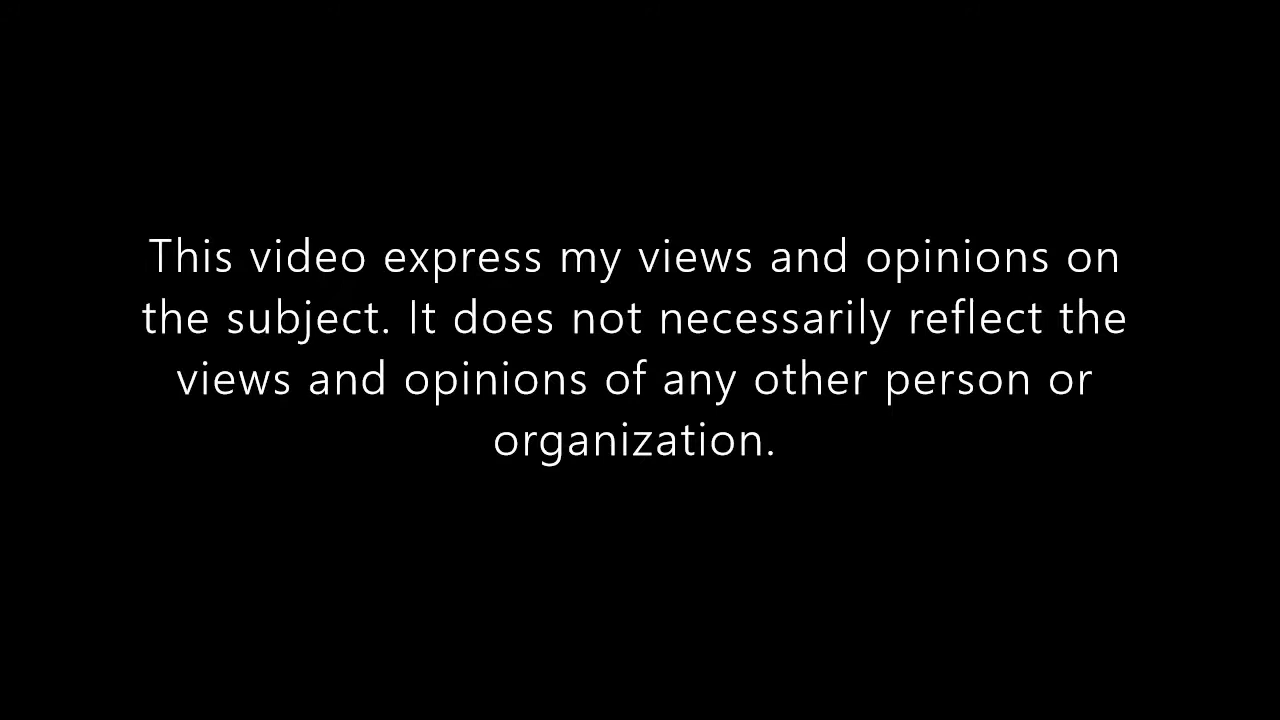 This video express my views and opinions on
the subject. It does not necessarily reflect the
views and opinions of any other person or
organization.